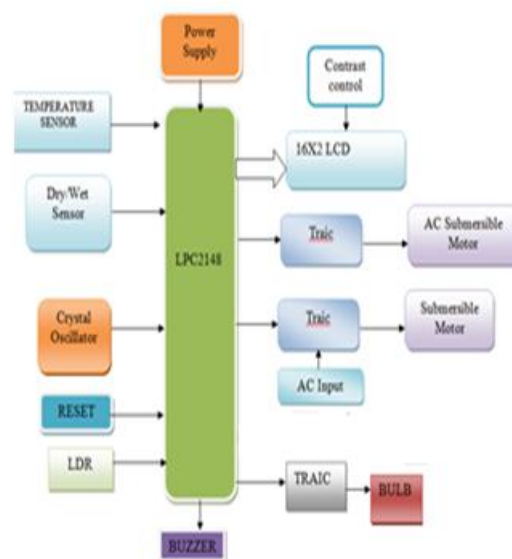 Power
Supply
Contrast
control
TEMPERATURE
SENSOR
16X2 LCD
Dry/Wet
Sensor
LPC2148
Traic
AC Submersible
Motor
Crystal
Oscillator
Traic
Submersible
Motor
AC Input
RESET
LDR
TRAIC
BULB
BUZZER